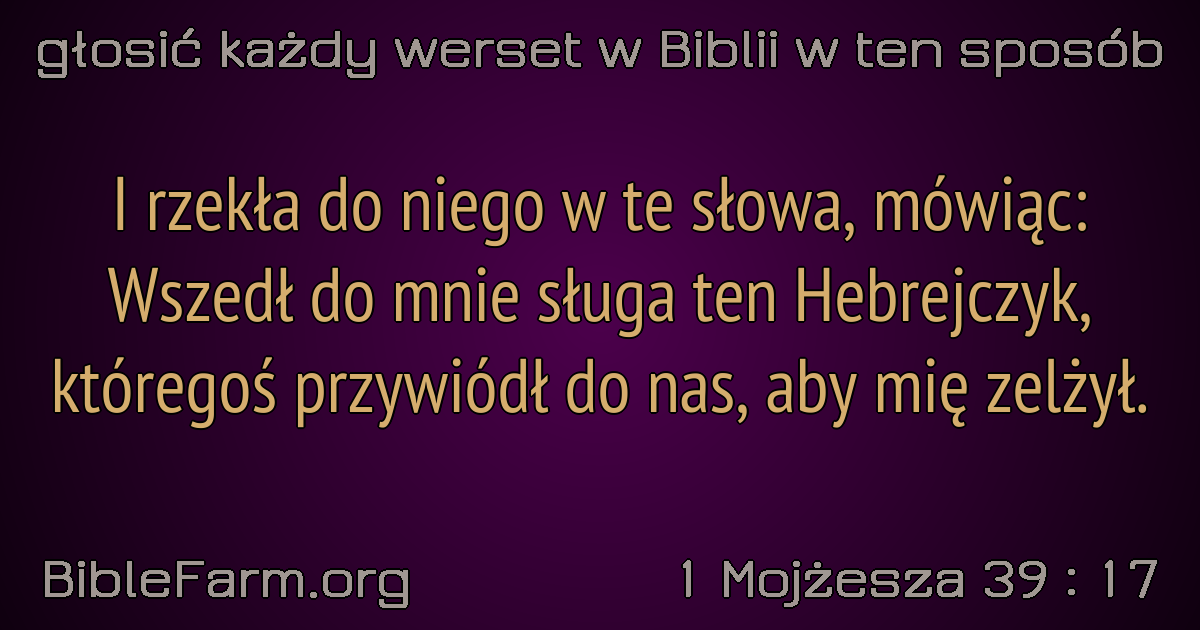 głosić każdy werset w Biblii w ten sposób
I rzekła do niego w te słowa, mówiąc:
Wszedł do mnie sługa ten Hebrejczyk,
któregoś przywiódł do nas, aby mię zelżył.
BibleFarm.org
1 Mojżesza 39 : 17